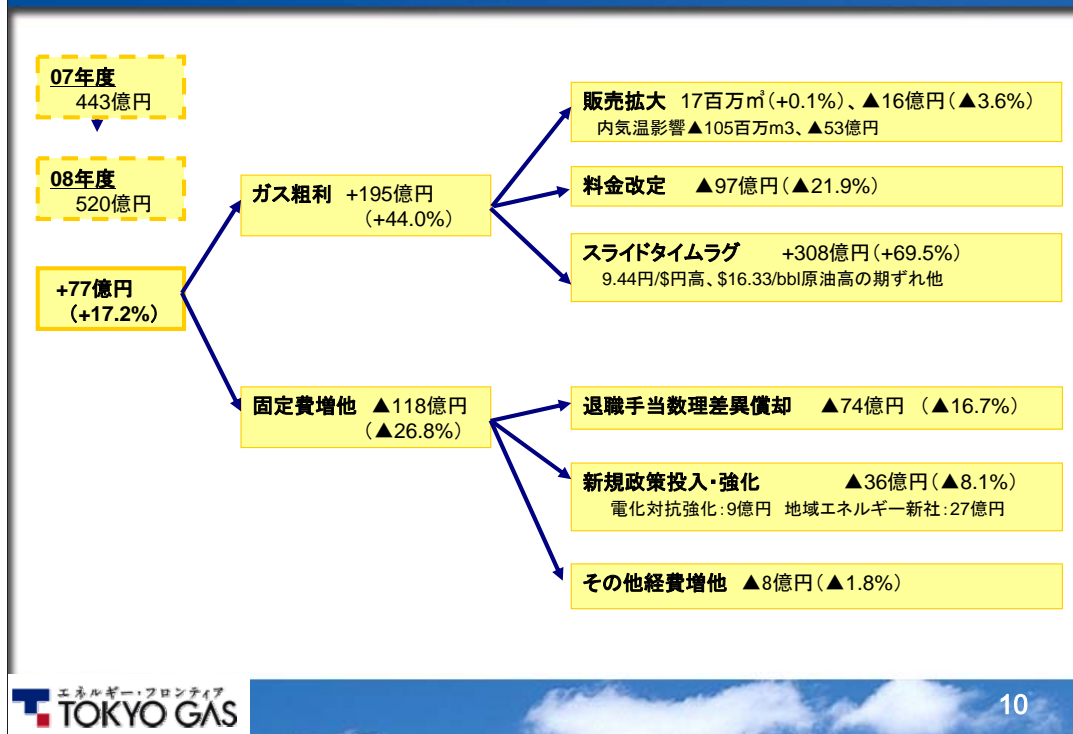 07年度
443億円
08年度
520億円
+77億円
(+17.2%)
ガス粗利 +195億円
(+44.0%)
固定費増他 ▲118億円
(▲26.8%)
販売拡大 17百万㎥(+0.1%)、▲16億円(▲3.6%)
内気温影響▲105百万m3、▲53億円
料金改定 ▲97億円(▲21.9%)
スライドタイムラグ +308億円(+69.5%)
9.44円/$円高、$16.33/bbl原油高の期ずれ他
退職手当数理差異償却 ▲74億円 (▲16.7%)
新規政策投入・強化 ▲36億円(▲8.1%)
電化対抗強化:9億円 地域エネルギー新社:27億円
その他経費増他 ▲8億円(▲1.8%)
エネルギー・フロンティア
TOKYO GAS
10